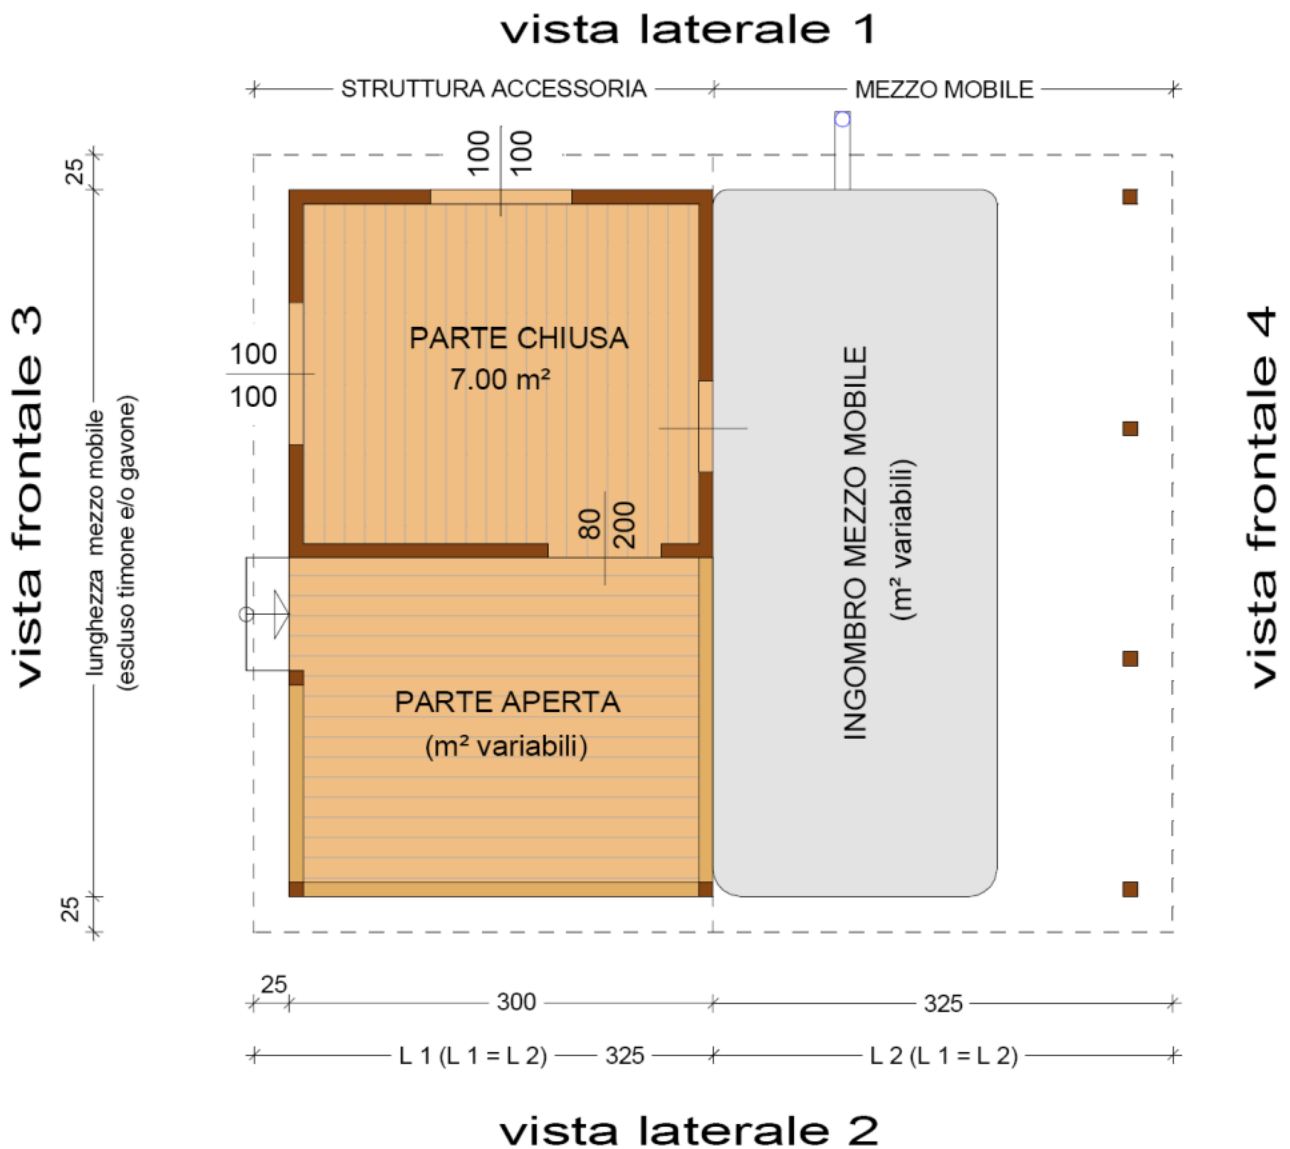 vista laterale 1
STRUTTURA ACCESSORIA
MEZZO MOBILE
100
100
25
vista frontale 3
lunghezza mezzo mobile
(escluso timone e/o gavone)
100
100
PARTE CHIUSA
7.00 m²
80
200
INGOMBRO MEZZO MOBILE
(m² variabili)
vista frontale 4
PARTE APERTA
(m² variabili)
25
25
300
325
L 1 (L 1 = L 2)
325
L 2 (L 1 = L 2)
vista laterale 2